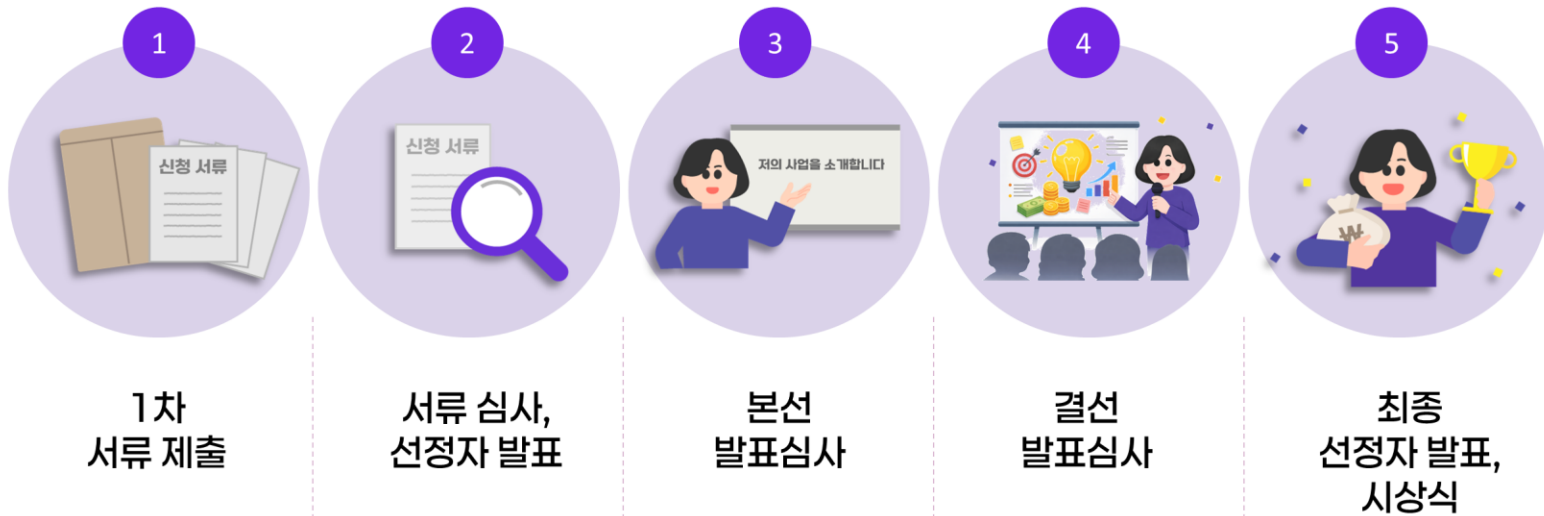 1
신청 서류
1차
서류 제출
2
신청 서류
서류 심사,
선정자 발표
3
저의 사업을 소개합니다
본선
발표심사
4
결선
발표심사
5
₩
최종
선정자 발표,
시상식